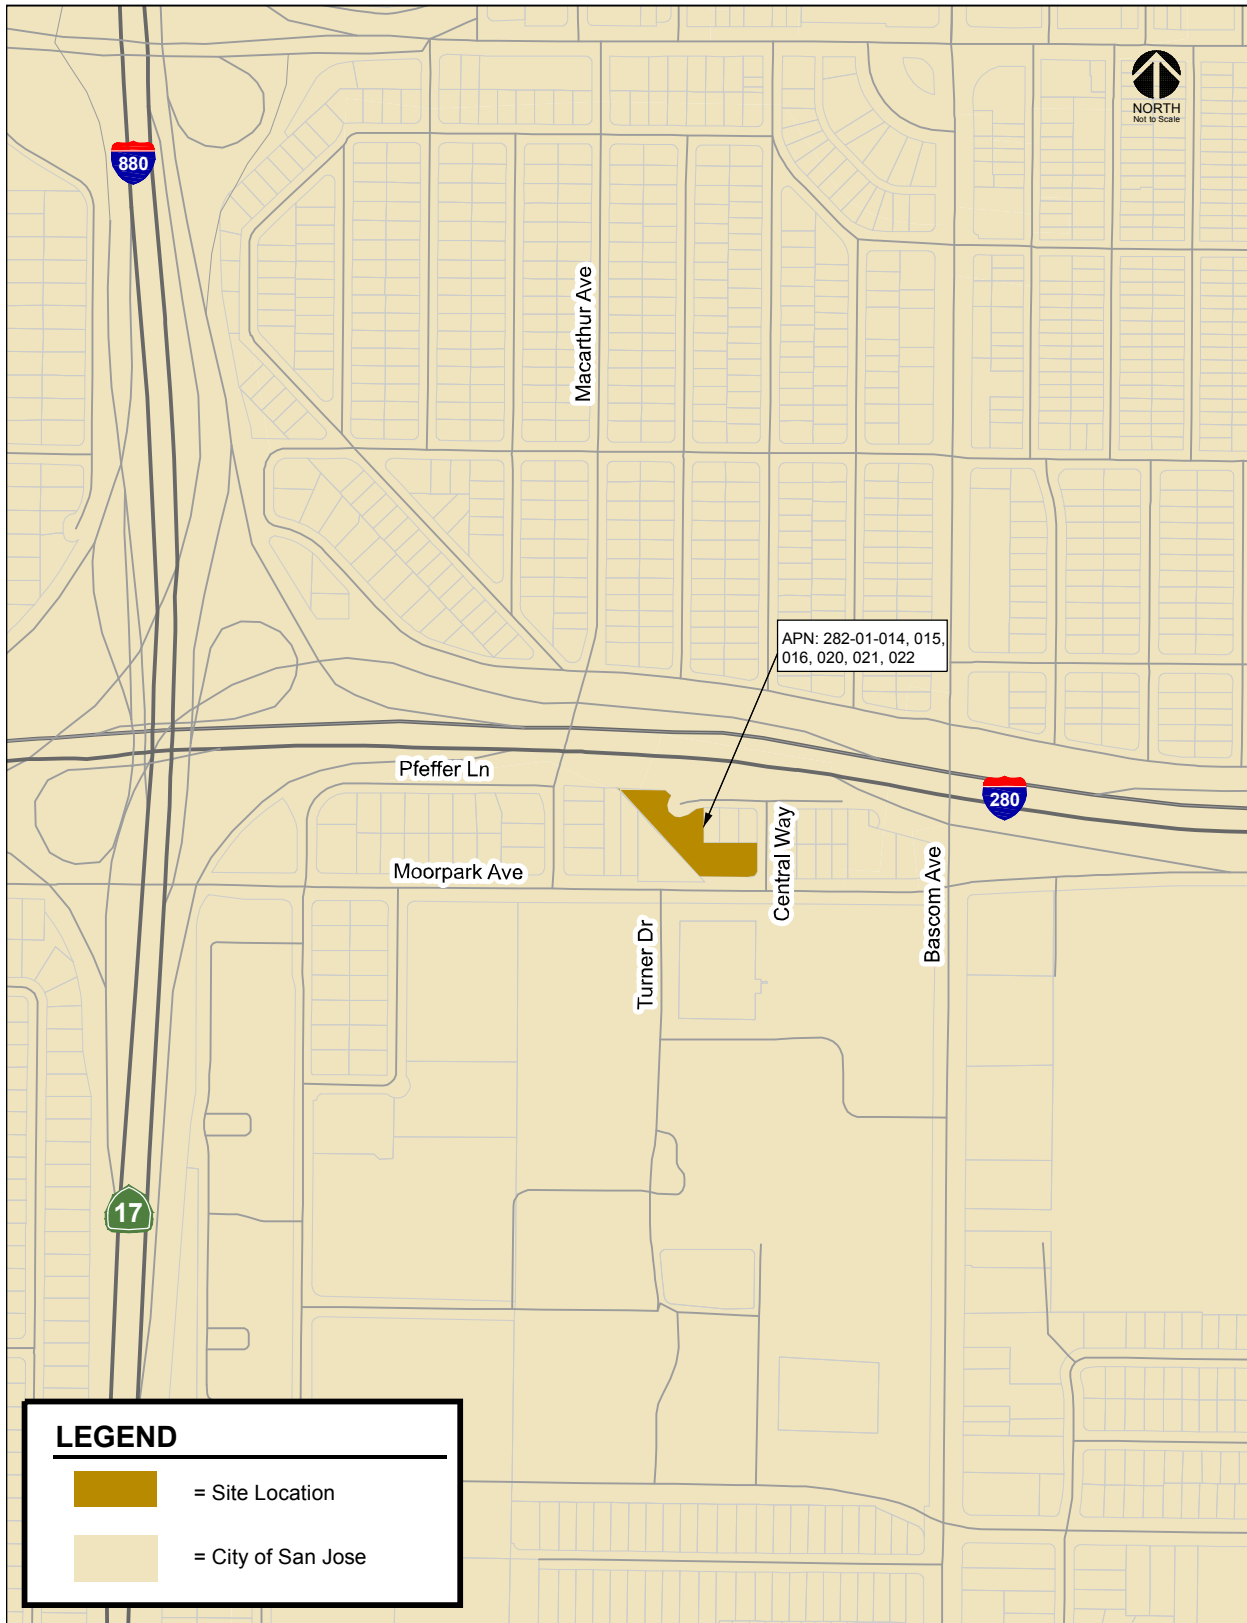 NORTH
Not to Scale
880
Macarthur Ave
APN: 282-01-014, 015,
016, 020, 021, 022
Pfeffer Ln
280
Moorpark Ave
Central Way
Bascom Ave
Turner Dr
17
LEGEND
= Site Location
= City of San Jose